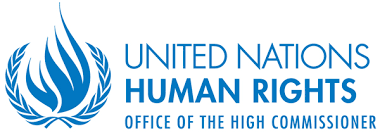 UNITED NATIONS
HUMAN RIGHTS
OFFICE OF THE HIGH COMMISSIONER